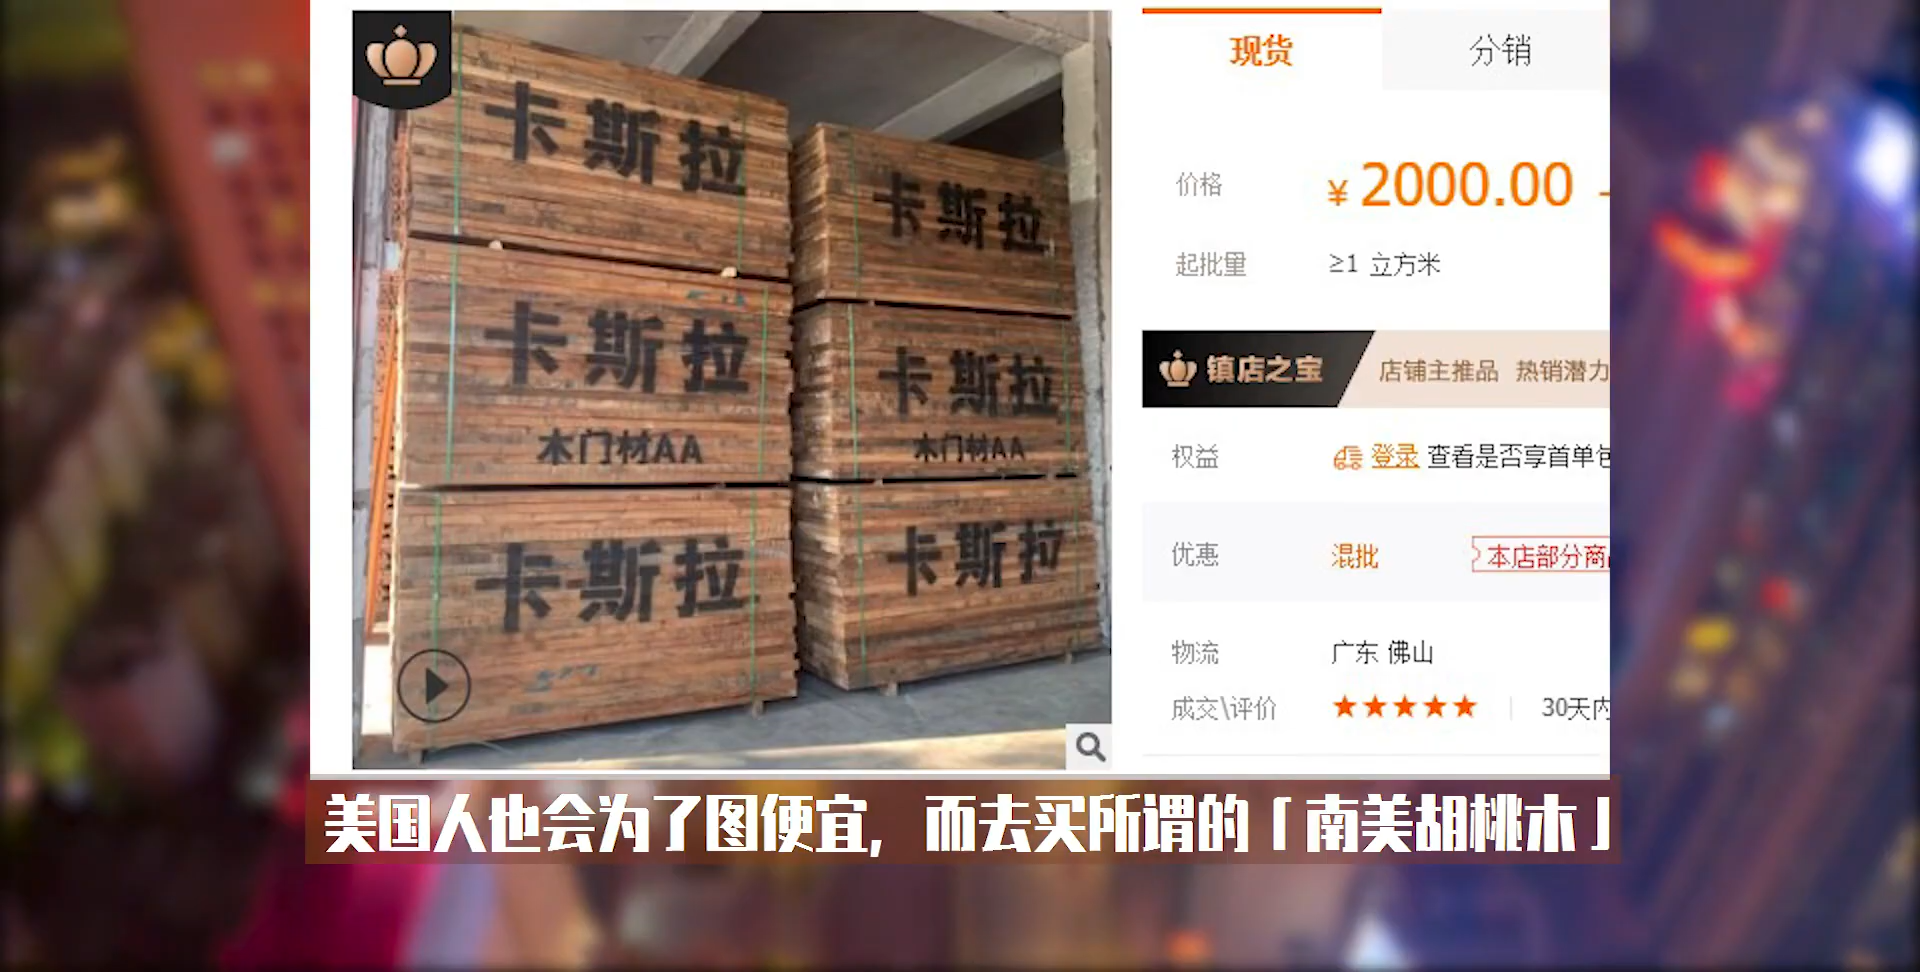 现货
分销
价格
¥ 2000.00
起批量
≥1 立方米
镇店之宝
店铺主推品 热销潜力
权益
登录 查看是否享首单包
优惠
混批
本店部分商品
物流
广东 佛山
成交\评价
30天内
卡斯拉
卡斯拉
卡斯拉
木门材AA
卡斯拉
卡斯拉
卡斯拉
木门材AA
卡斯拉
美国人也会为了图便宜，而去买所谓的「南美胡桃木」